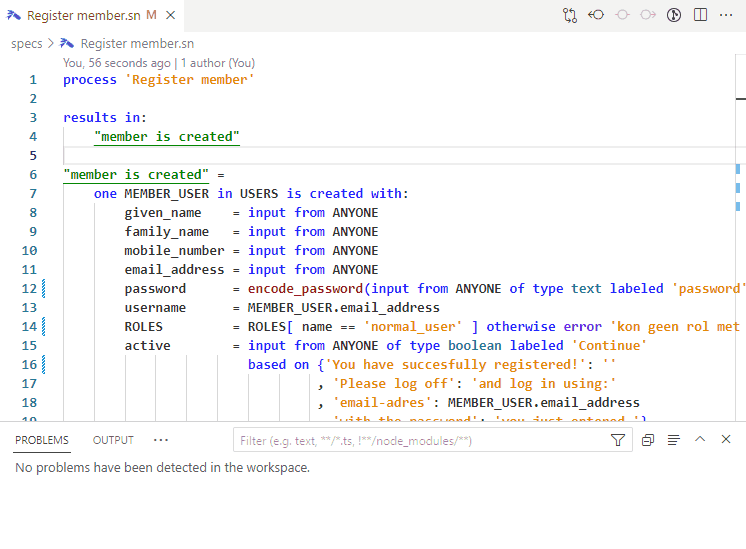 Register member.sn M
specs > Register member.sn
You, 56 seconds ago | 1 author (You)
1 process 'Register member'
2
3 results in:
4 "member is created"
5
6 "member is created" =
7 one MEMBER_USER in USERS is created with:
8 given_name = input from ANYONE
9 family_name = input from ANYONE
10 mobile_number = input from ANYONE
11 email_address = input from ANYONE
12 password = encode_password(input from ANYONE of type text labeled 'password'
13 username = MEMBER_USER.email_address
14 ROLES = ROLES[ name == 'normal_user' ] otherwise error 'kon geen rol met
15 active = input from ANYONE of type boolean labeled 'Continue'
16 based on {'You have succesfully registered!': ''
17 , 'Please log off': 'and log in using:'
18 , 'email-adres': MEMBER_USER.email_address
19 , 'with the password': 'you just entered.'}
PROBLEMS OUTPUT ··· Filter (e.g. text, **/*.ts, !**/node_modules/**)
No problems have been detected in the workspace.